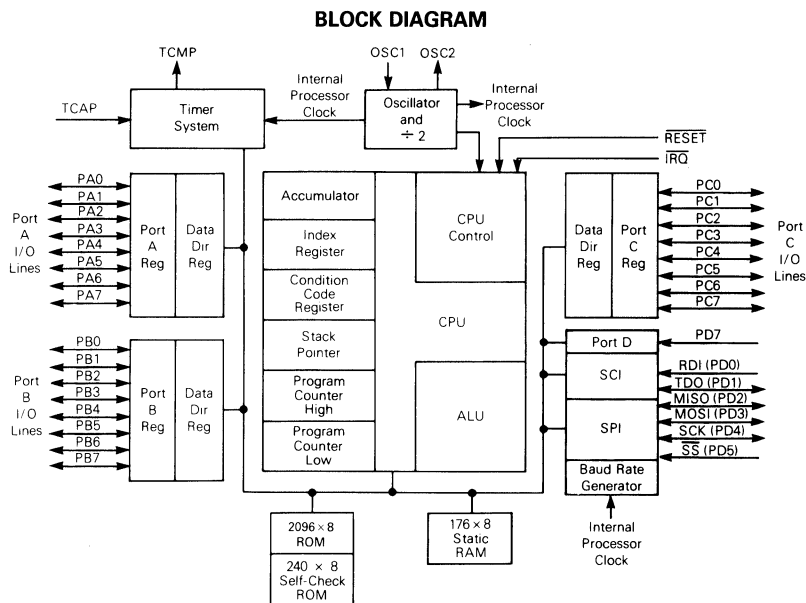 BLOCK DIAGRAM
TCMP
OSC1
OSC2
TCAP
Timer
System
Internal
Processor
Clock
Oscillator
and
÷ 2
Internal
Processor
Clock
RESET
IRQ
Port
A
I/O
Lines
PA0
PA1
PA2
PA3
PA4
PA5
PA6
PA7
Port
A
Reg
Data
Dir
Reg
Accumulator
Index
Register
Condition
Code
Register
Stack
Pointer
Program
Counter
High
Program
Counter
Low
CPU
Control
CPU
ALU
Data
Dir
Reg
Port
C
Reg
PC0
PC1
PC2
PC3
PC4
PC5
PC6
PC7
Port
C
I/O
Lines
Port
B
I/O
Lines
PB0
PB1
PB2
PB3
PB4
PB5
PB6
PB7
Port
B
Reg
Data
Dir
Reg
Port D
SCI
SPI
Baud Rate
Generator
PD7
RDI (PD0)
TDO (PD1)
MISO (PD2)
MOSI (PD3)
SCK (PD4)
SS (PD5)
Internal
Processor
Clock
2096 × 8
ROM
240 × 8
Self-Check
ROM
176 × 8
Static
RAM